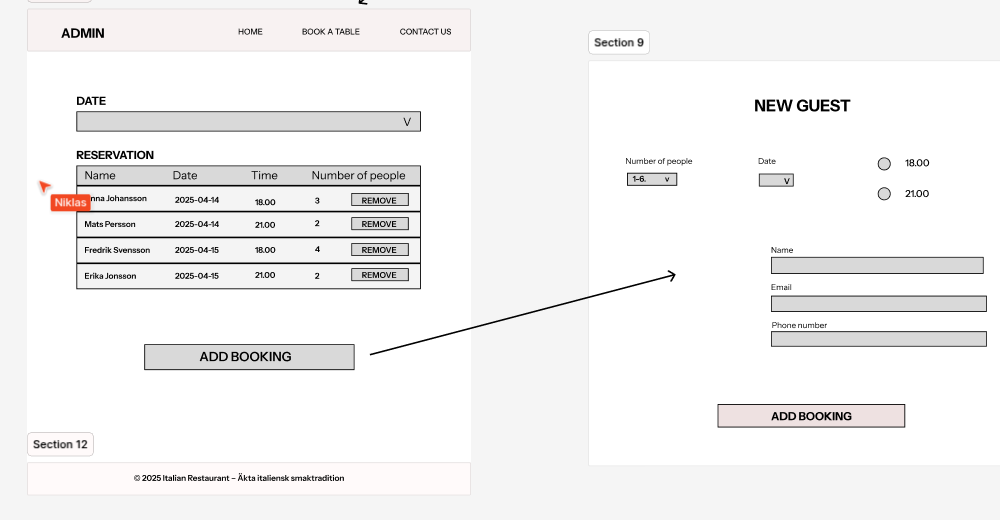 ADMIN HOME BOOK A TABLE CONTACT US
DATE
V
RESERVATION
Name Date Time Number of people
nna Johansson 2025-04-14 18.00 3 REMOVE
Niklas
Mats Persson 2025-04-14 21.00 2 REMOVE
Fredrik Svensson 2025-04-15 18.00 4 REMOVE
Erika Jonsson 2025-04-15 21.00 2 REMOVE
ADD BOOKING
Section 12
© 2025 Italian Restaurant – Äkta italiensk smaktradition
Section 9
NEW GUEST
Number of people Date 18.00
1-6. v V
21.00
Name
Email
Phone number
ADD BOOKING